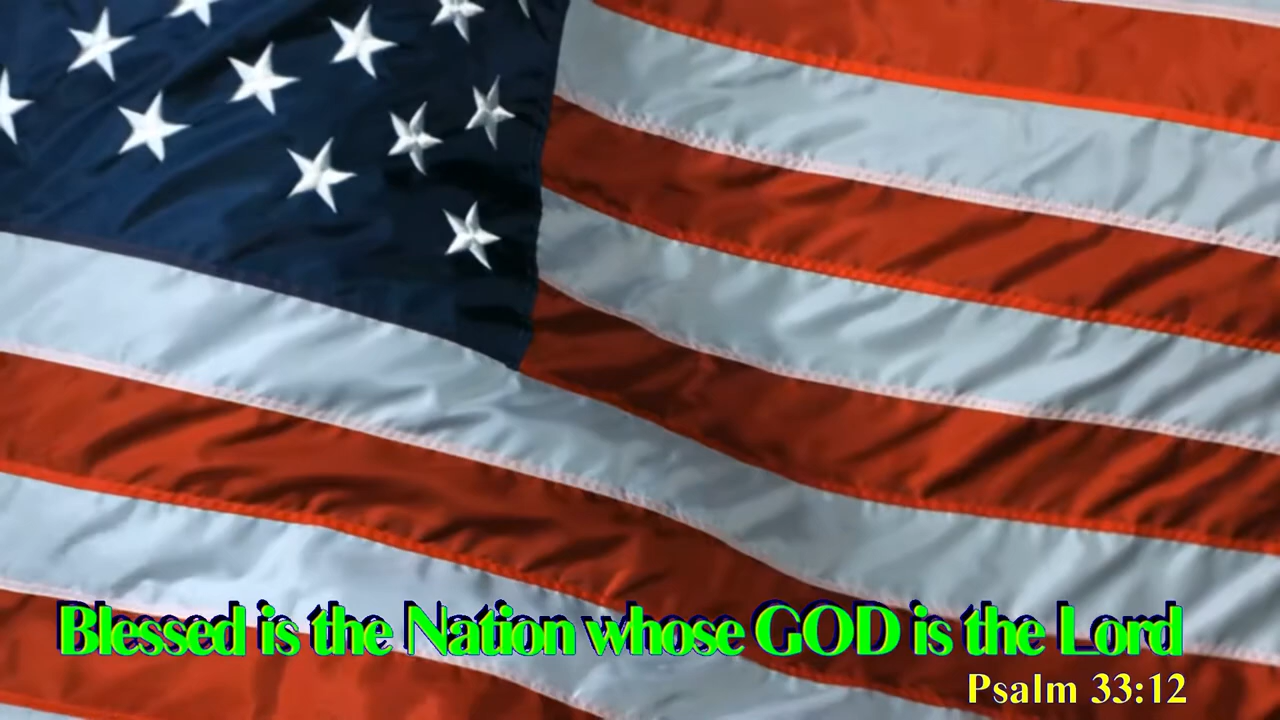 Blessed is the Nation whose GOD is the Lord
Psalm 33:12